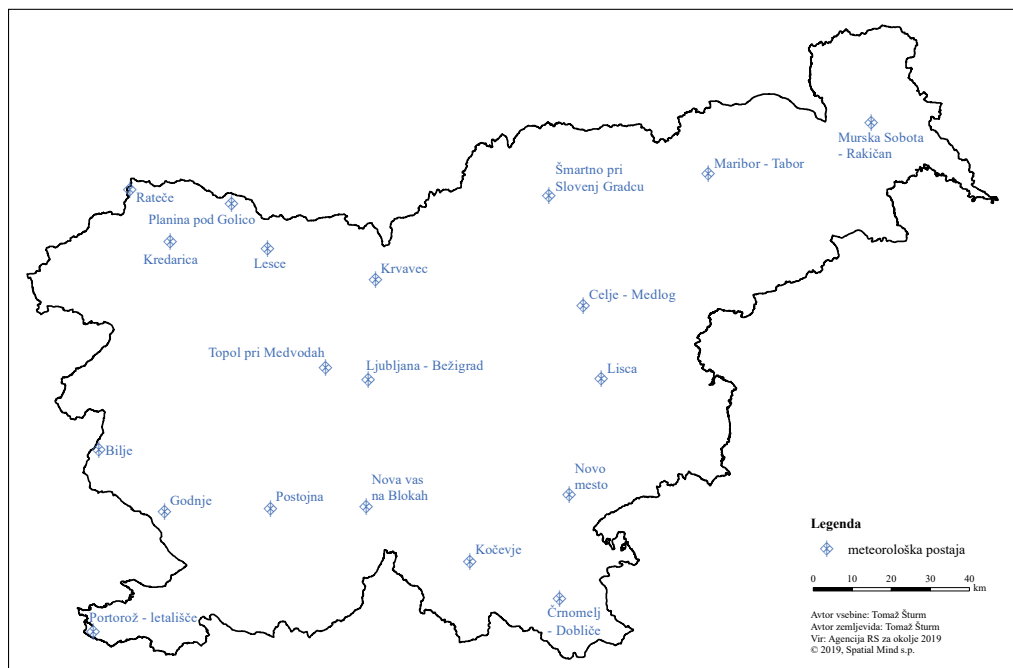 Murska Sobota
- Rakičan
Maribor - Tabor
Šmartno pri
Slovenj Gradcu
Rateče
Planina pod Golico
Kredarica
Lesce
Krvavec
Celje - Medlog
Topol pri Medvodah
Ljubljana - Bežigrad
Lisca
Bilje
Godnje
Postojna
Nova vas
na Blokah
Novo
mesto
Kočevje
Črnomelj
- Dobliče
Portorož - letališče
Legenda
meteorološka postaja
0 10 20 30 40
km
Avtor vsebine: Tomaž Šturm
Avtor zemljevida: Tomaž Šturm
Vir: Agencija RS za okolje 2019
© 2019, Spatial Mind s.p.